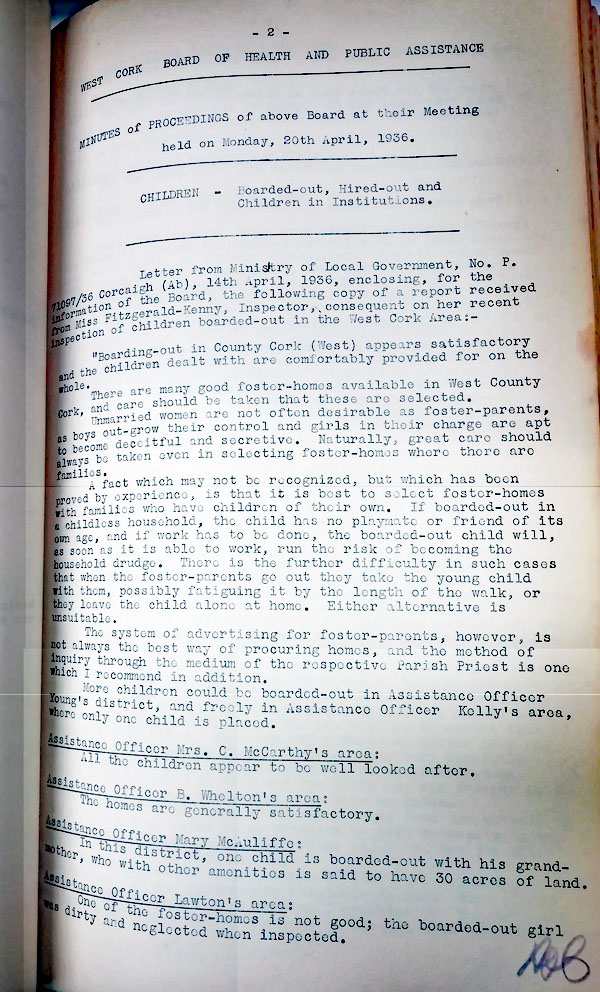 - 2 -
WEST CORK BOARD OF HEALTH AND PUBLIC ASSISTANCE
MINUTES of PROCEEDINGS of above Board at their Meeting
held on Monday, 20th April, 1936.
CHILDREN - Boarded-out, Hired-out and
Children in Institutions.
Letter from Ministry of Local Government, No. P.
71097/36 Corcaigh (Ab), 14th April, 1936, enclosing, for the
information of the Board, the following copy of a report received
from Miss Fitzgerald-Kenny, Inspector, consequent on her recent
inspection of children boarded-out in the West Cork Area:-
"Boarding-out in County Cork (West) appears satisfactory
and the children dealt with are comfortably provided for on the
whole.
There are many good foster-homes available in West County
Cork, and care should be taken that these are selected.
Unmarried women are not often desirable as foster-parents,
as boys out-grow their control and girls in their charge are apt
to become deceitful and secretive. Naturally, great care should
always be taken even in selecting foster-homes where there are
families.
A fact which may not be recognized, but which has been
proved by experience, is that it is best to select foster-homes
with families who have children of their own. If boarded-out in
a childless household, the child has no playmate or friend of its
own age, and if work has to be done, the boarded-out child will,
as soon as it is able to work, run the risk of becoming the
household drudge. There is the further difficulty in such cases
that when the foster-parents go out they take the young child
with them, possibly fatiguing it by the length of the walk, or
they leave the child alone at home. Either alternative is
unsuitable.
The system of advertising for foster-parents, however, is
not always the best way of procuring homes, and the method of
inquiry through the medium of the respective Parish Priest is one
which I recommend in addition.
More children could be boarded-out in Assistance Officer
Young's district, and freely in Assistance Officer Kelly's area,
where only one child is placed.
Assistance Officer Mrs. C. McCarthy's area:
All the children appear to be well looked after.
Assistance Officer B. Whelton's area:
The homes are generally satisfactory.
Assistance Officer Mary McAuliffe:
In this district, one child is boarded-out with his grand-
mother, who with other amenities is said to have 30 acres of land.
Assistance Officer Lawton's area:
One of the foster-homes is not good; the boarded-out girl
was dirty and neglected when inspected.